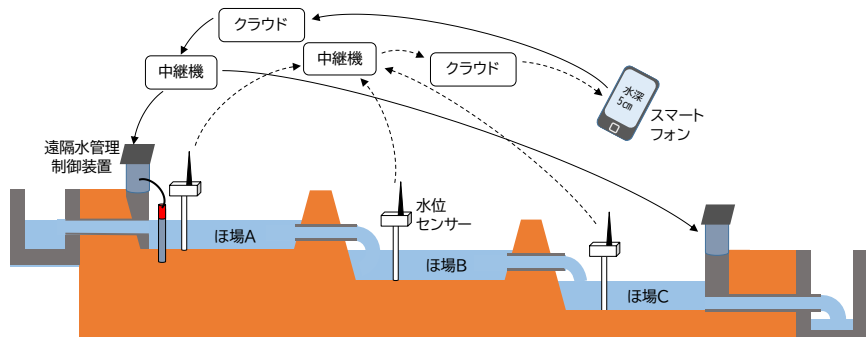 クラウド
中継機
中継機
クラウド
水深
5㎝
スマート
フォン
遠隔水管理
制御装置
水位
センサー
ほ場A
ほ場B
ほ場C